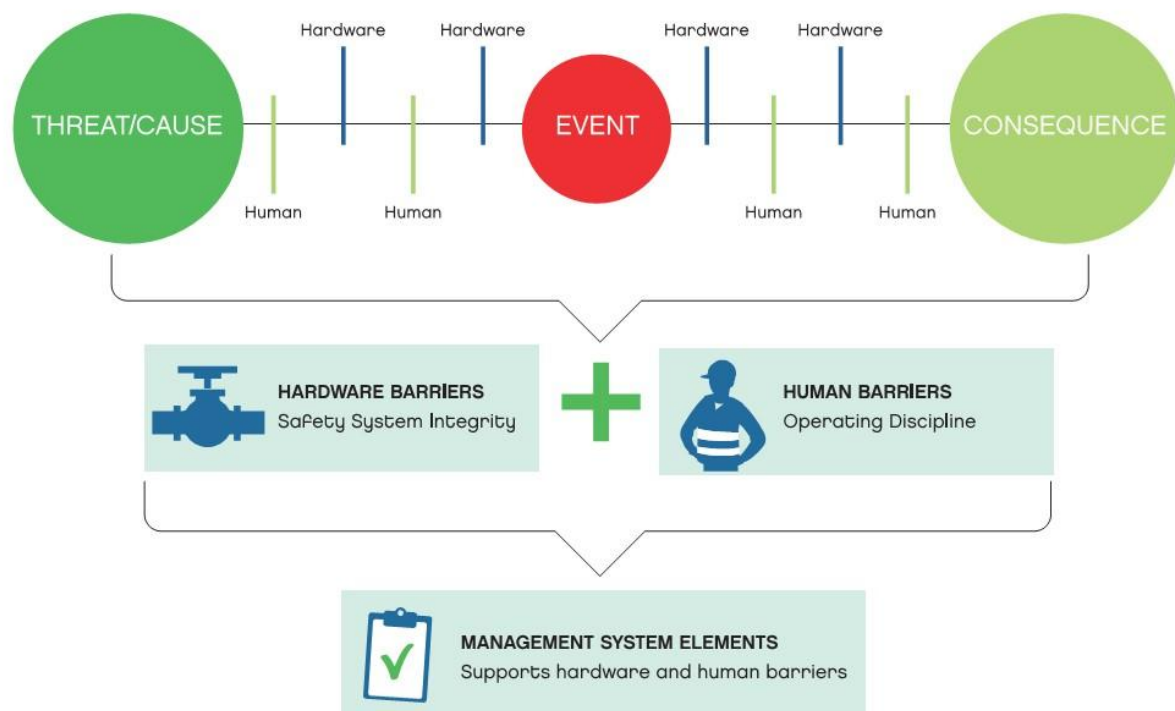 Hardware
Hardware
Hardware
Hardware
THREAT/CAUSE
EVENT
CONSEQUENCE
Human
Human
Human
Human
HARDWARE BARRIERS
Safety System Integrity
HUMAN BARRIERS
Operating Discipline
MANAGEMENT SYSTEM ELEMENTS
Supports hardware and human barriers